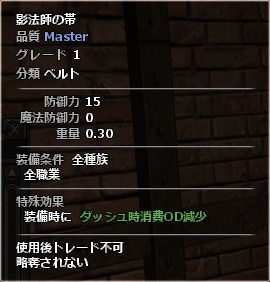 影法師の帯
品質 Master
グレード 1
分類 ベルト
防御力 15
魔法防御力 0
重量 0.30
装備条件 全種族
全職業
特殊効果
装備時に ダッシュ時消費OD減少
使用後トレード不可
略奪されない